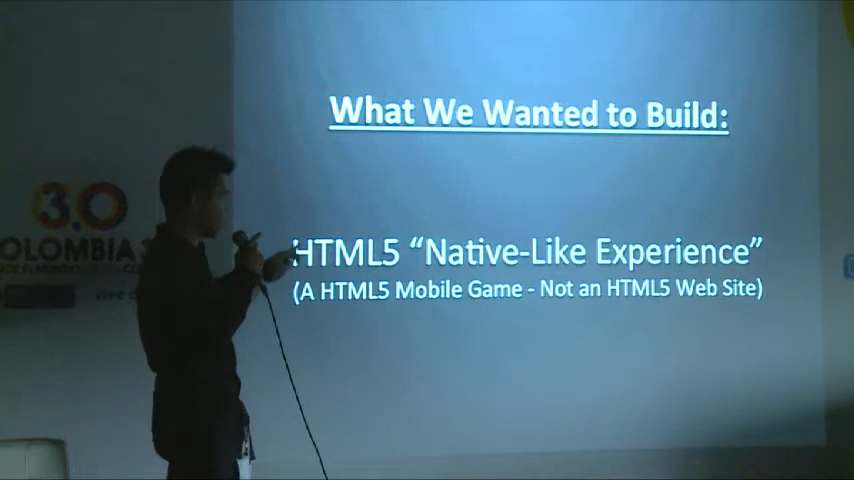 What We Wanted to Build:
HTML5 “Native-Like Experience”
(A HTML5 Mobile Game - Not an HTML5 Web Site)
3.0
OLOMBIA